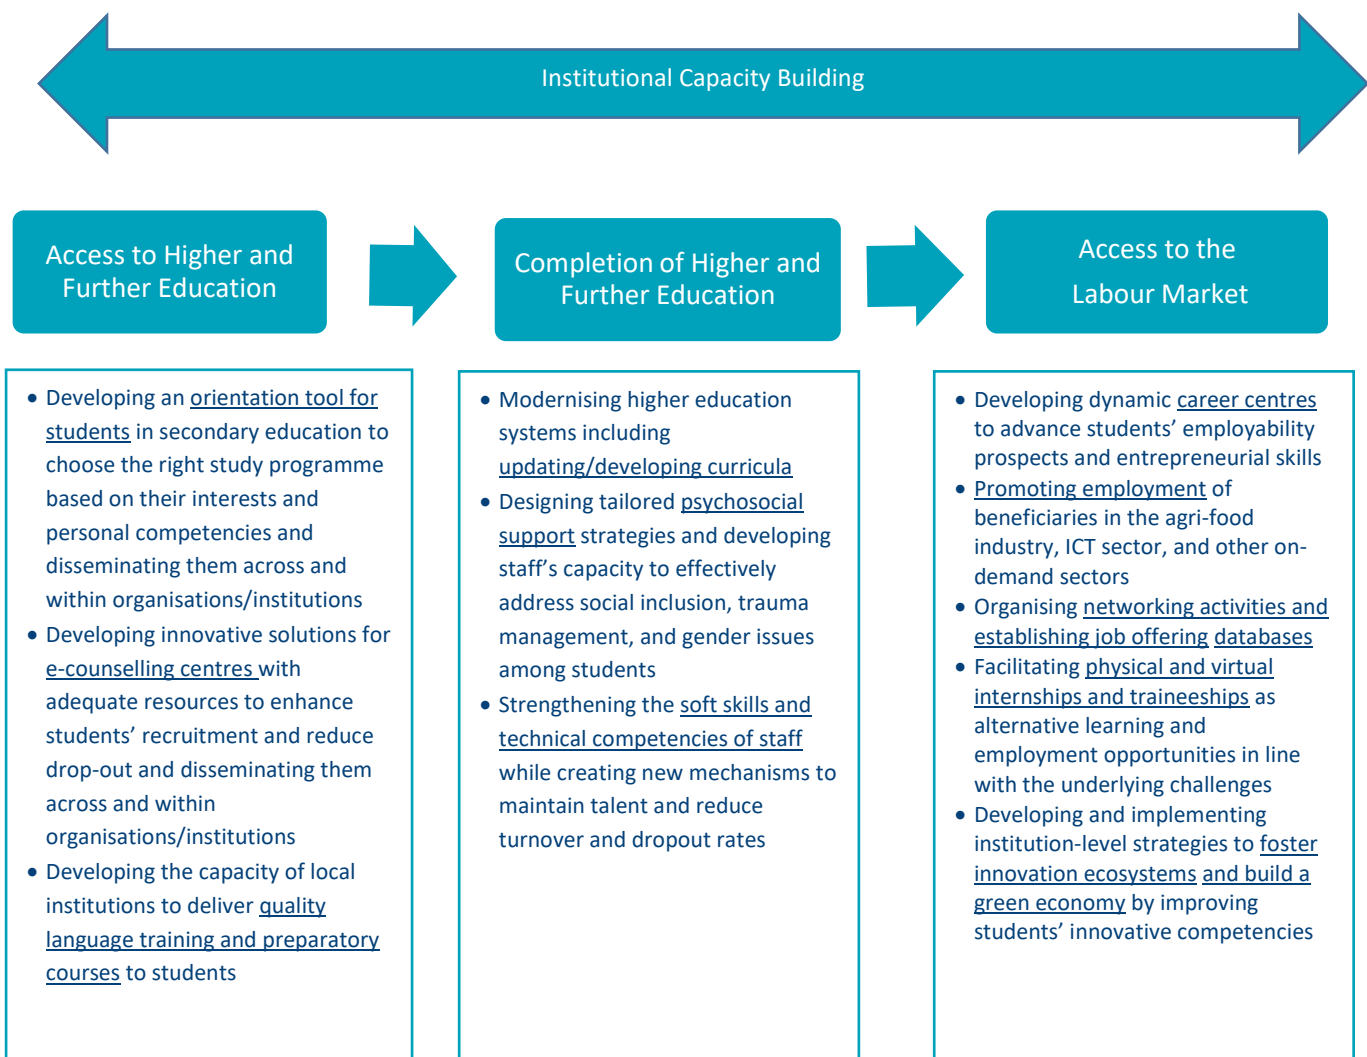 Institutional Capacity Building
Access to Higher and
Further Education
Completion of Higher and
Further Education
Access to the
Labour Market
• Developing an orientation tool for
students in secondary education to
choose the right study programme
based on their interests and
personal competencies and
disseminating them across and
within organisations/institutions
• Developing innovative solutions for
e-counselling centres with
adequate resources to enhance
students’ recruitment and reduce
drop-out and disseminating them
across and within
organisations/institutions
• Developing the capacity of local
institutions to deliver quality
language training and preparatory
courses to students
• Modernising higher education
systems including
updating/developing curricula
• Designing tailored psychosocial
support strategies and developing
staff’s capacity to effectively
address social inclusion, trauma
management, and gender issues
among students
• Strengthening the soft skills and
technical competencies of staff
while creating new mechanisms to
maintain talent and reduce
turnover and dropout rates
• Developing dynamic career centres
to advance students’ employability
prospects and entrepreneurial skills
• Promoting employment of
beneficiaries in the agri-food
industry, ICT sector, and other on-
demand sectors
• Organising networking activities and
establishing job offering databases
• Facilitating physical and virtual
internships and traineeships as
alternative learning and
employment opportunities in line
with the underlying challenges
• Developing and implementing
institution-level strategies to foster
innovation ecosystems and build a
green economy by improving
students’ innovative competencies